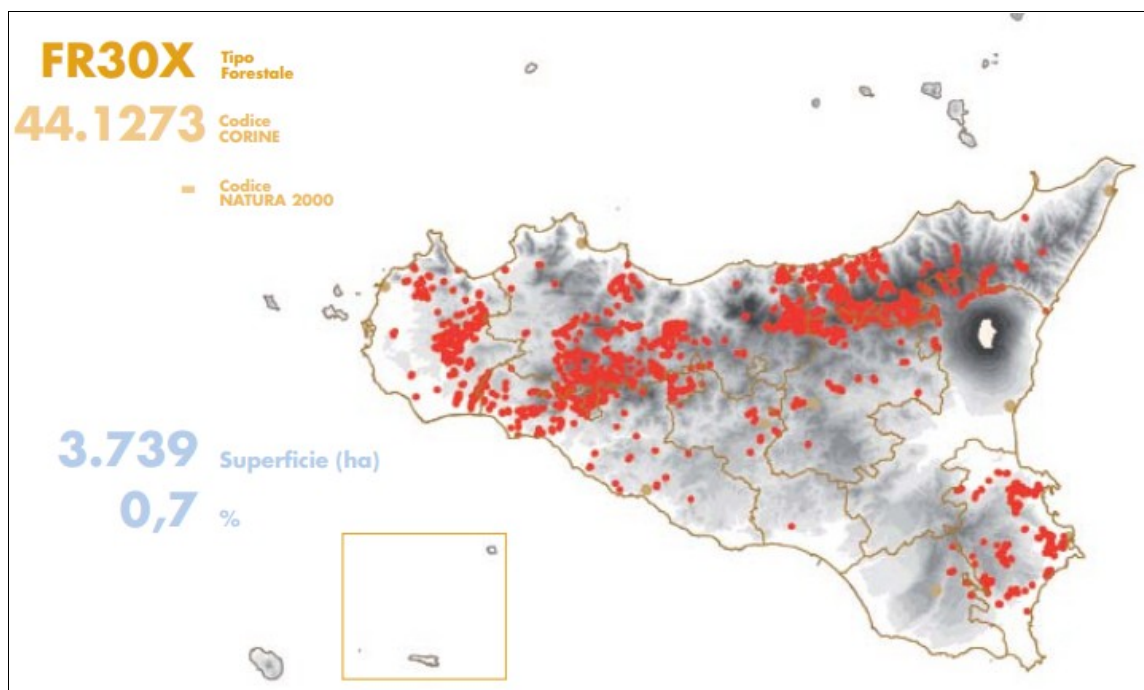 FR30X Tipo
Forestale
44.1273 Codice
CORINE
- Codice
NATURA 2000
3.739 Superficie (ha)
0,7 %